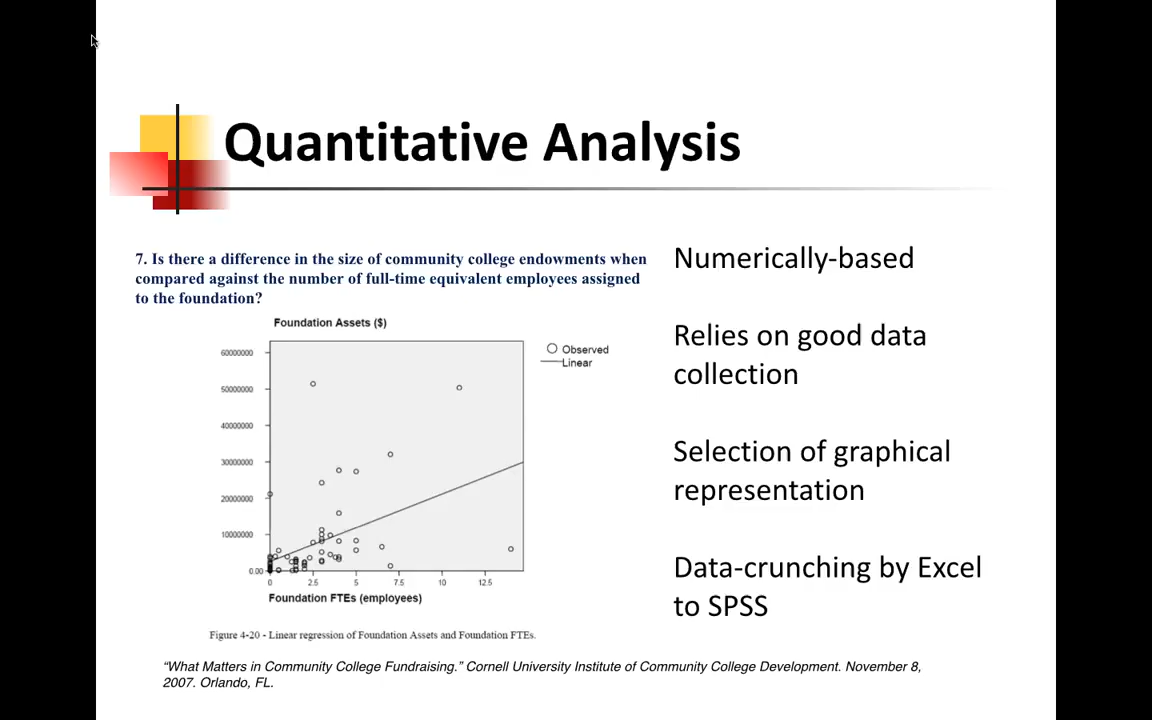 Quantitative Analysis
7. Is there a difference in the size of community college endowments when
compared against the number of full-time equivalent employees assigned
to the foundation?
Foundation Assets ($)
Observed
Linear
60000000
50000000
40000000
30000000
20000000
10000000
0.00
0 2.5 5 7.5 10 12.5
Foundation FTEs (employees)
Figure 4-20 - Linear regression of Foundation Assets and Foundation FTEs.
Numerically-based
Relies on good data
collection
Selection of graphical
representation
Data-crunching by Excel
to SPSS
“What Matters in Community College Fundraising.” Cornell University Institute of Community College Development. November 8,
2007. Orlando, FL.